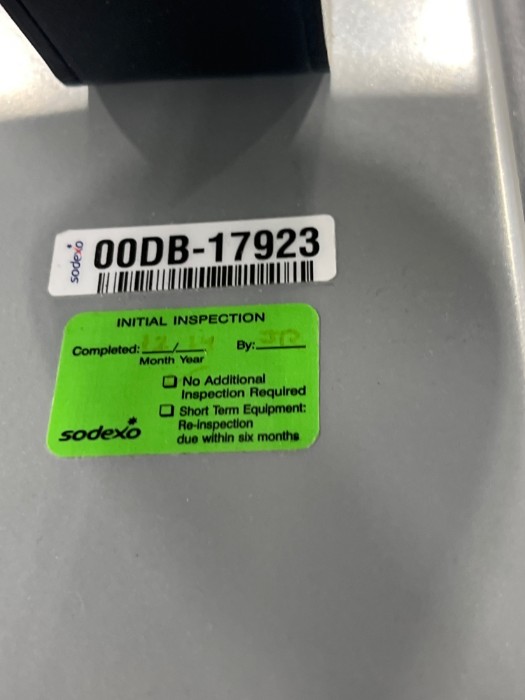 sodexo
00DB-17923
INITIAL INSPECTION
Completed: / By:
Month Year
No Additional
Inspection Required
Short Term Equipment:
Re-inspection
due within six months
sodexo